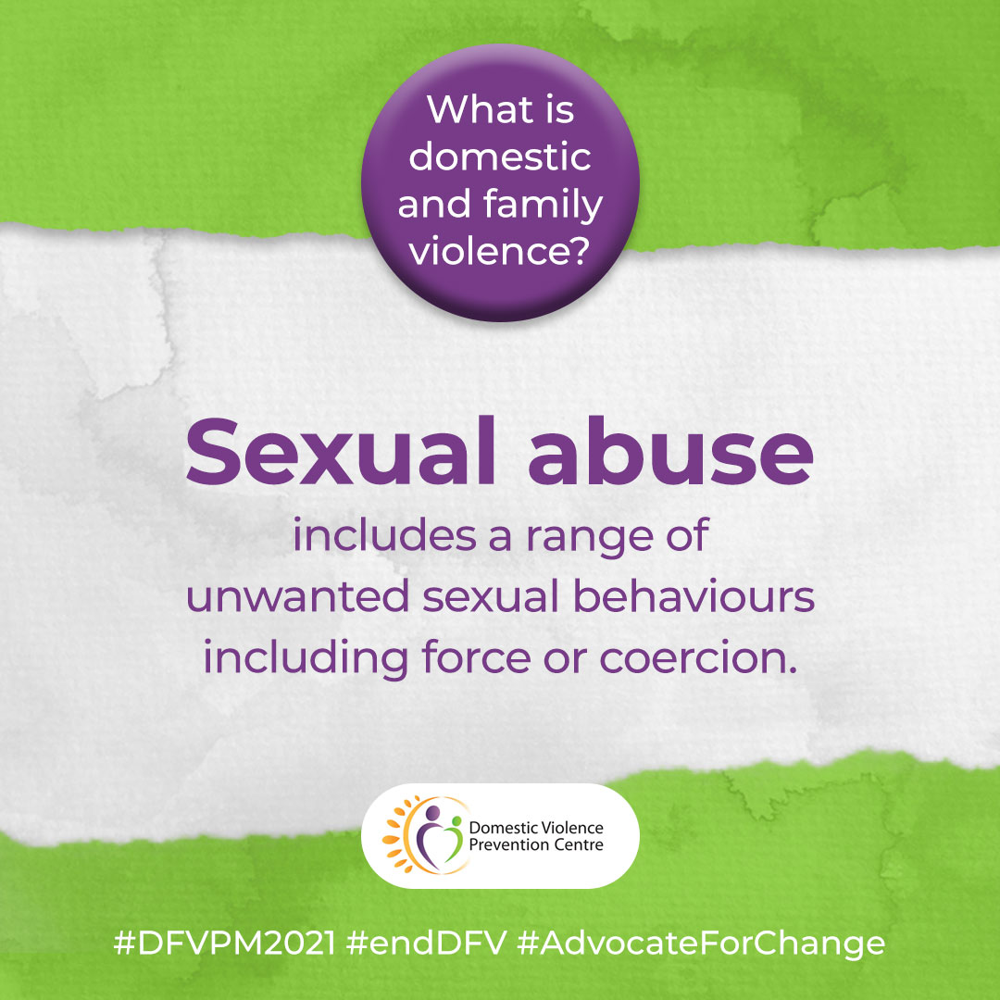 What is
domestic
and family
violence?
Sexual abuse
includes a range of
unwanted sexual behaviours
including force or coercion.
Domestic Violence
Prevention Centre
#DFVPM2021 #endDFV #AdvocateForChange